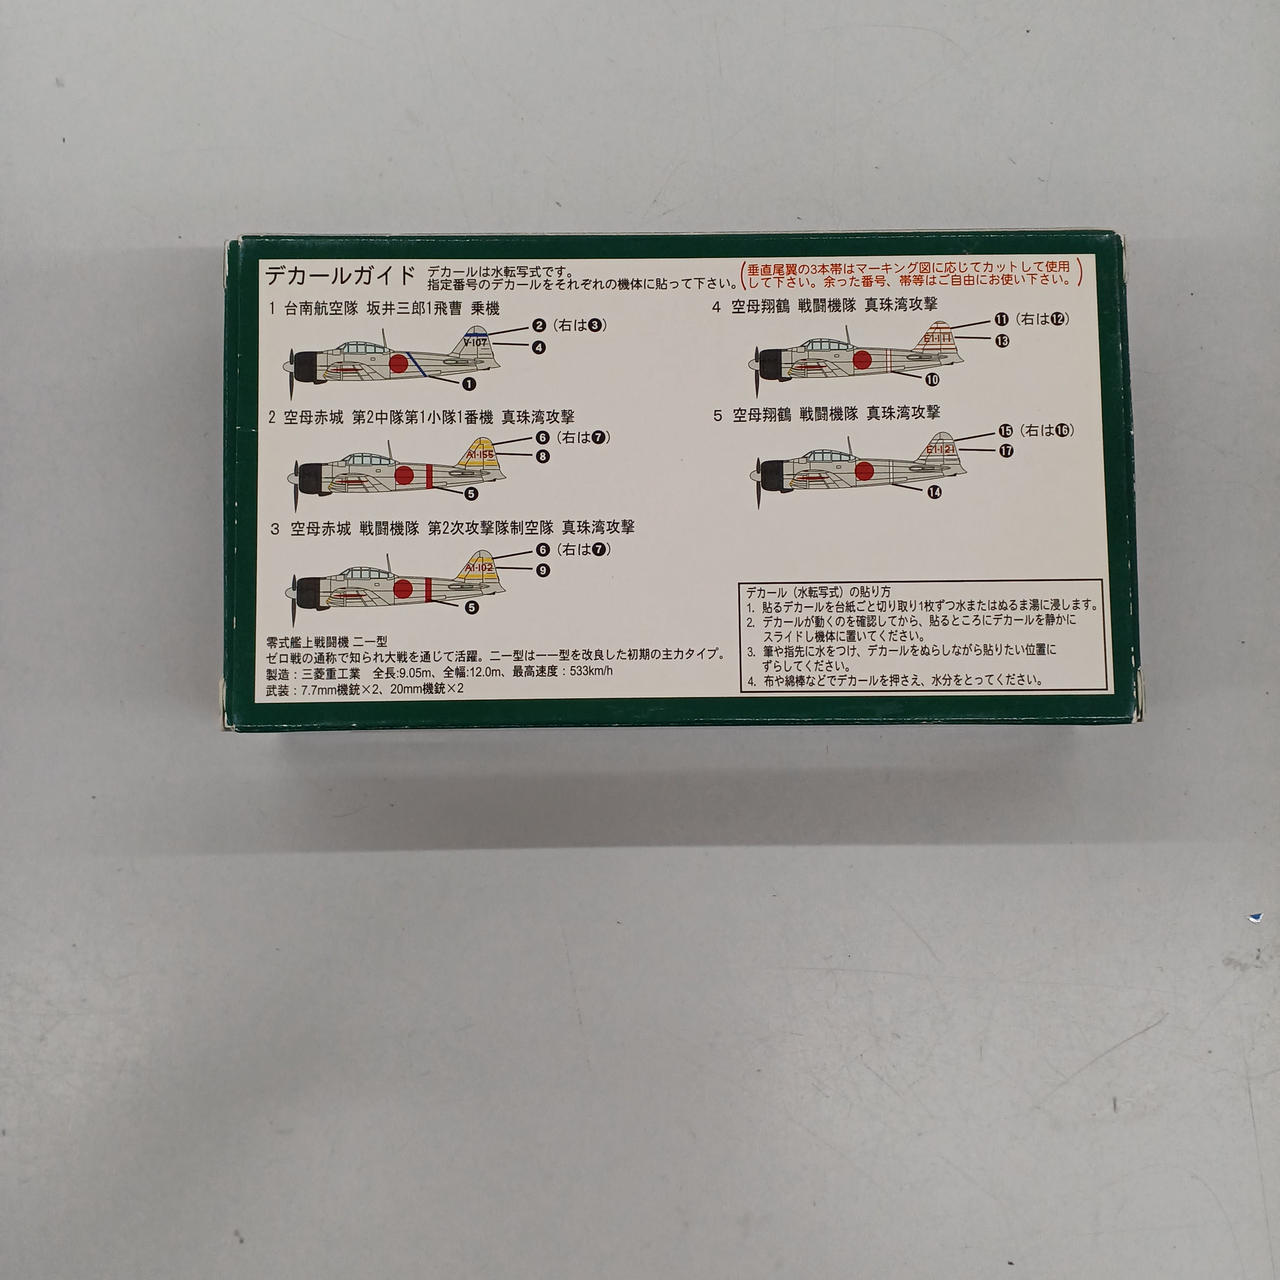 デカールガイド
デカールは水転写式です。
指定番号のデカールをそれぞれの機体に貼って下さい。
(垂直尾翼の3本帯はマーキング図に応じてカットして使用
して下さい。余った番号、帯等はご自由にお使い下さい。)
1 台南航空隊 坂井三郎1飛曹 乗機
❷(右は❸)
V-107
❹
❶
2 空母赤城 第2中隊第1小隊1番機 真珠湾攻撃
❻(右は❼)
AI-155
❽
❺
3 空母赤城 戦闘機隊 第2次攻撃隊制空隊 真珠湾攻撃
❻(右は❼)
AI-102
❾
❺
4 空母翔鶴 戦闘機隊 真珠湾攻撃
⓫(右は⓬)
EI-111
⓭
❿
5 空母翔鶴 戦闘機隊 真珠湾攻撃
⓯(右は⓰)
EI-121
⓱
⓮
零式艦上戦闘機 二一型
ゼロ戦の通称で知られ大戦を通じて活躍。二一型は一一型を改良した初期の主力タイプ。
製造：三菱重工業 全長:9.05m、全幅:12.0m、最高速度：533km/h
武装：7.7mm機銃×2、20mm機銃×2
デカール（水転写式）の貼り方
1. 貼るデカールを台紙ごと切り取り1枚ずつ水またはぬるま湯に浸します。
2. デカールが動くのを確認してから、貼るところにデカールを静かに
スライドし機体に置いてください。
3. 筆や指先に水をつけ、デカールをぬらしながら貼りたい位置に
ずらしてください。
4. 布や綿棒などでデカールを押さえ、水分をとってください。